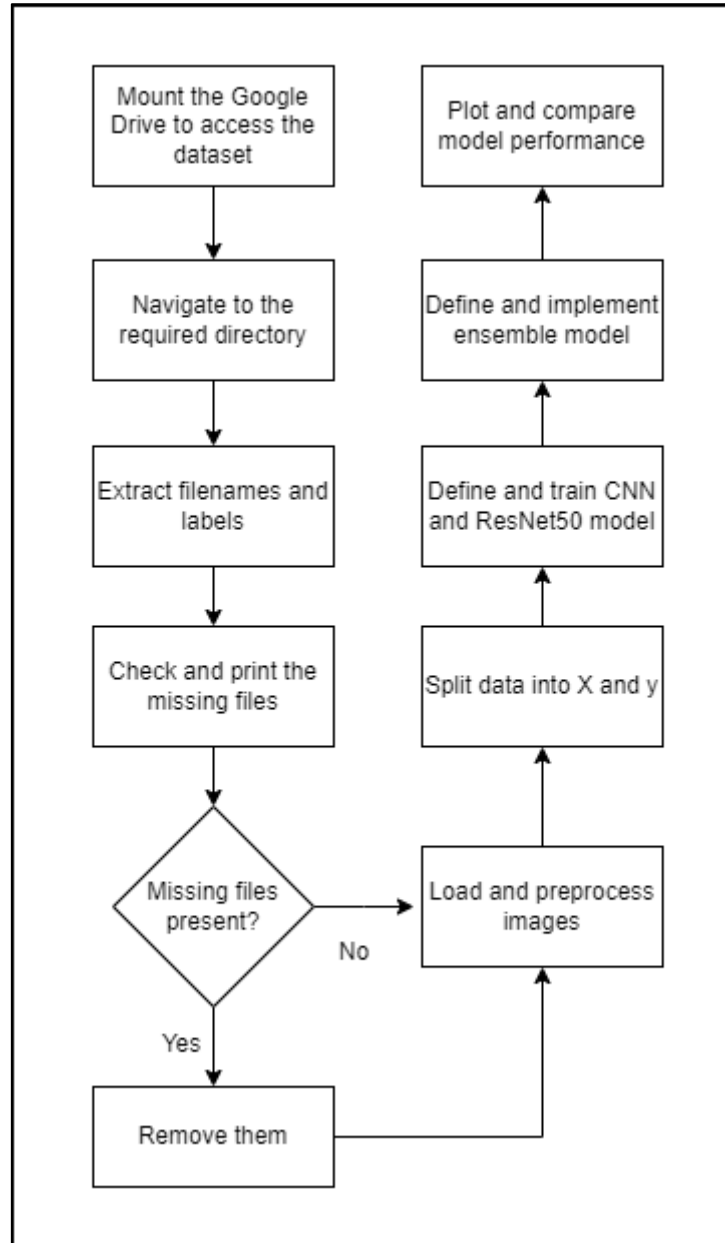 Mount the Google
Drive to access the
dataset
Navigate to the
required directory
Extract filenames and
labels
Check and print the
missing files
Missing files
present?
No
Yes
Remove them
Load and preprocess
images
Split data into X and y
Define and train CNN
and ResNet50 model
Define and implement
ensemble model
Plot and compare
model performance